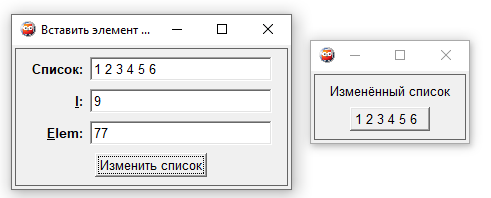 Вставить элемент ...
Список: 1 2 3 4 5 6
I: 9
Elem: 77
Изменить список
Изменённый список
1 2 3 4 5 6